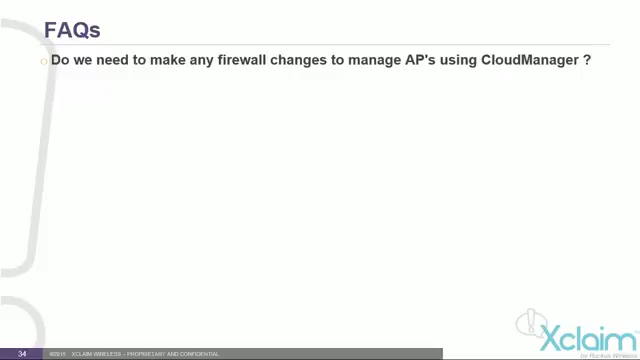 FAQs
Do we need to make any firewall changes to manage AP's using CloudManager ?
Xclaim
by Ruckus Wireless
34 ©2015 XCLAIM WIRELESS – PROPRIETARY AND CONFIDENTIAL